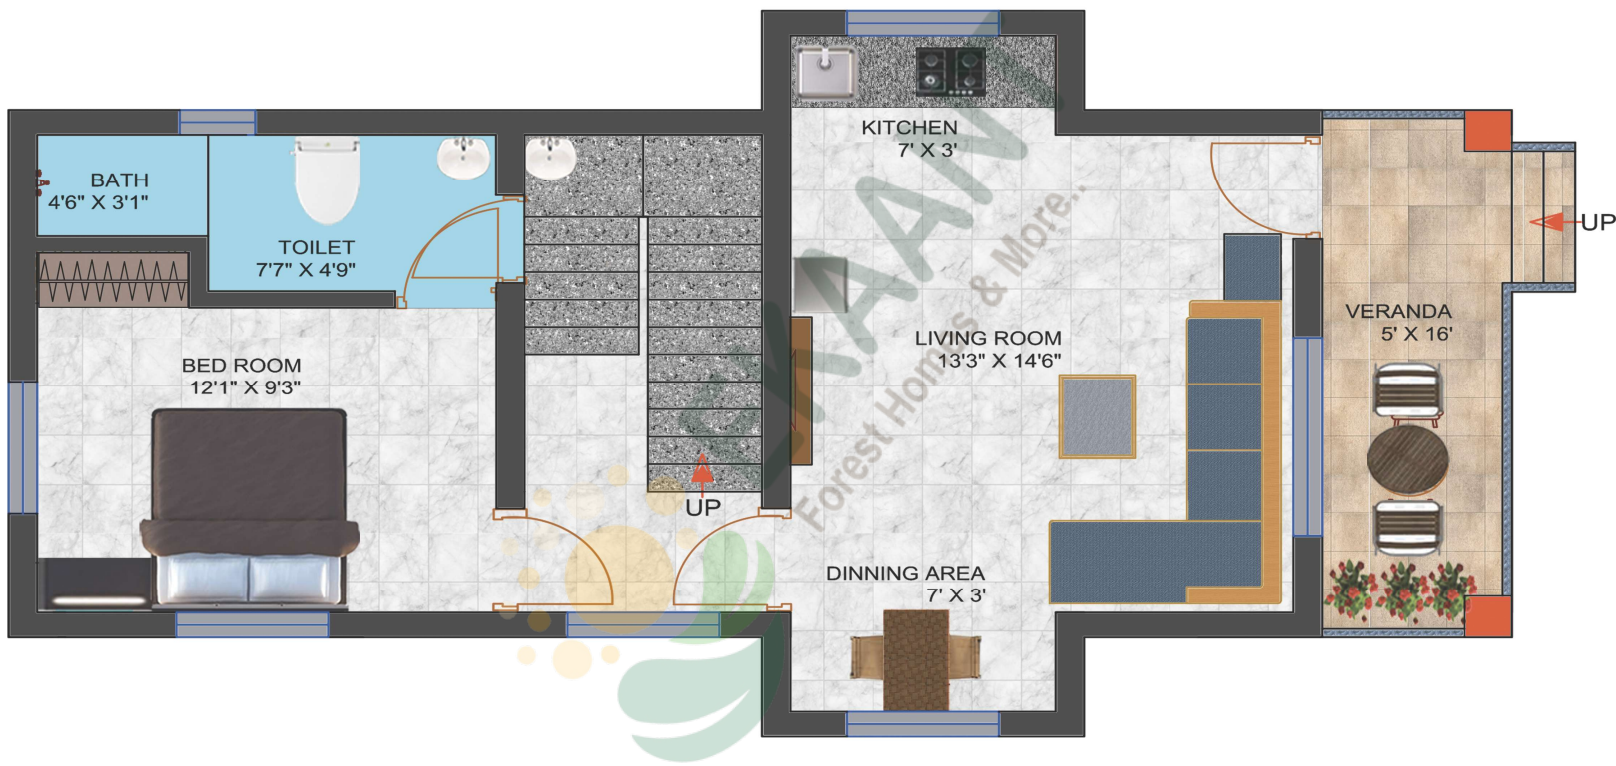 KITCHEN
7' X 3'
BATH
4'6" X 3'1"
TOILET
7'7" X 4'9"
UP
VERANDA
5' X 16'
LIVING ROOM
13'3" X 14'6"
BED ROOM
12'1" X 9'3"
UP
DINNING AREA
7' X 3'
EKAANT
Forest Homes & More..